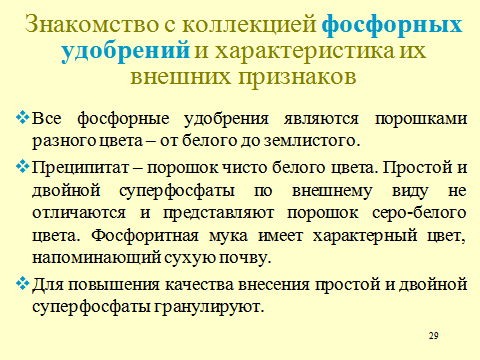 Знакомство с коллекцией фосфорных
удобрений и характеристика их
внешних признаков
Все фосфорные удобрения являются порошками
разного цвета – от белого до землистого.
Преципитат – порошок чисто белого цвета. Простой и
двойной суперфосфаты по внешнему виду не
отличаются и представляют порошок серо-белого
цвета. Фосфоритная мука имеет характерный цвет,
напоминающий сухую почву.
Для повышения качества внесения простой и двойной
суперфосфаты гранулируют.
29